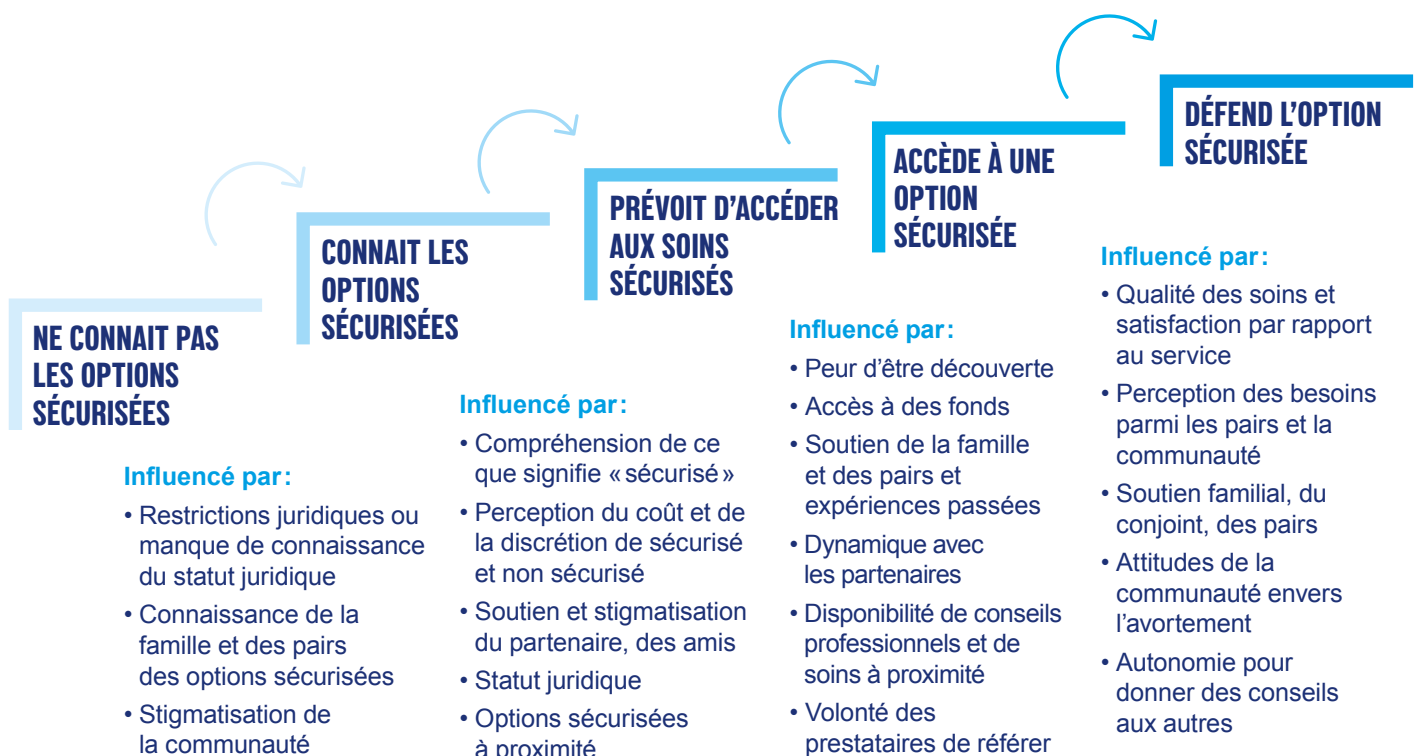 NE CONNAIT PAS
LES OPTIONS
SÉCURISÉES
CONNAIT LES
OPTIONS
SÉCURISÉES
PRÉVOIT D’ACCÉDER
AUX SOINS
SÉCURISÉS
ACCÈDE À UNE
OPTION
SÉCURISÉE
DÉFEND L’OPTION
SÉCURISÉE
Influencé par :
• Restrictions juridiques ou
manque de connaissance
du statut juridique
• Connaissance de la
famille et des pairs
des options sécurisées
• Stigmatisation de
la communauté
Influencé par :
• Compréhension de ce
que signifie « sécurisé »
• Perception du coût et de
la discrétion de sécurisé
et non sécurisé
• Soutien et stigmatisation
du partenaire, des amis
• Statut juridique
• Options sécurisées
à proximité
Influencé par :
• Peur d’être découverte
• Accès à des fonds
• Soutien de la famille
et des pairs et
expériences passées
• Dynamique avec
les partenaires
• Disponibilité de conseils
professionnels et de
soins à proximité
• Volonté des
prestataires de référer
Influencé par :
• Qualité des soins et
satisfaction par rapport
au service
• Perception des besoins
parmi les pairs et la
communauté
• Soutien familial, du
conjoint, des pairs
• Attitudes de la
communauté envers
l’avortement
• Autonomie pour
donner des conseils
aux autres